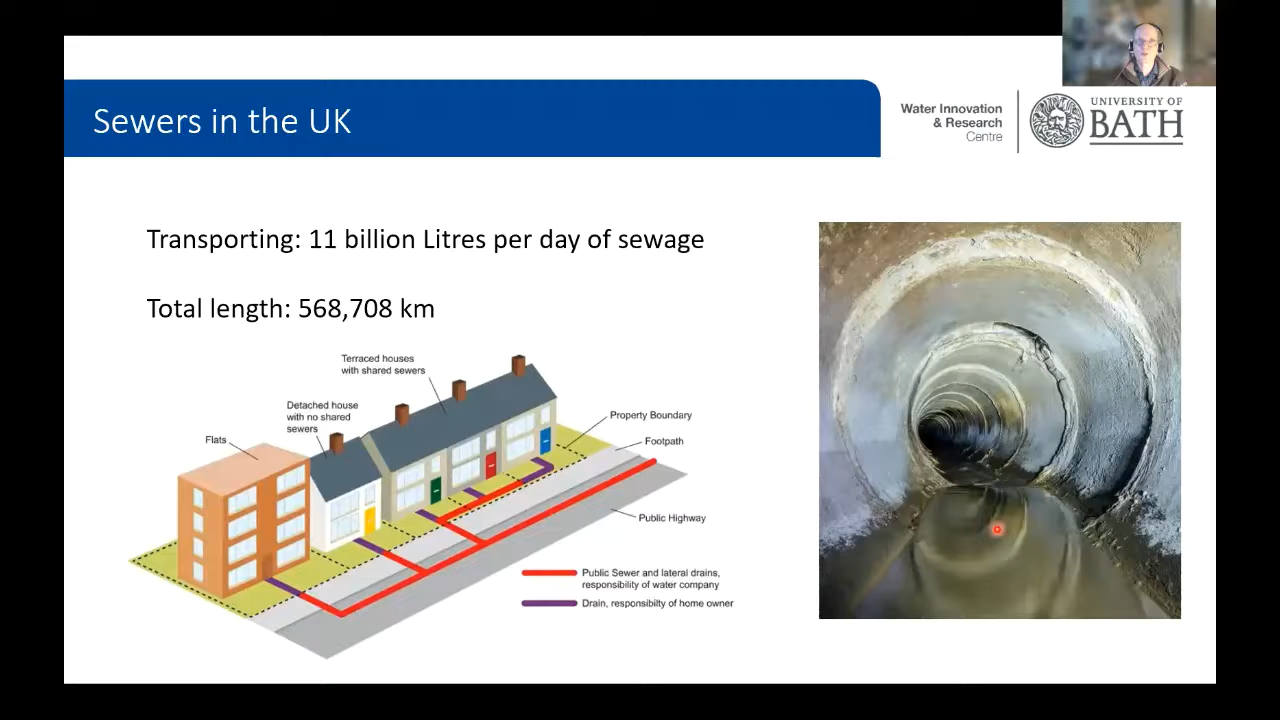 Sewers in the UK
Water Innovation
& Research
Centre
UNIVERSITY OF
BATH
Transporting: 11 billion Litres per day of sewage
Total length: 568,708 km
Terraced houses
with shared sewers
Detached house
with no shared
sewers
Flats
Property Boundary
Footpath
Public Highway
Public Sewer and lateral drains,
responsibility of water company
Drain, responsibilty of home owner